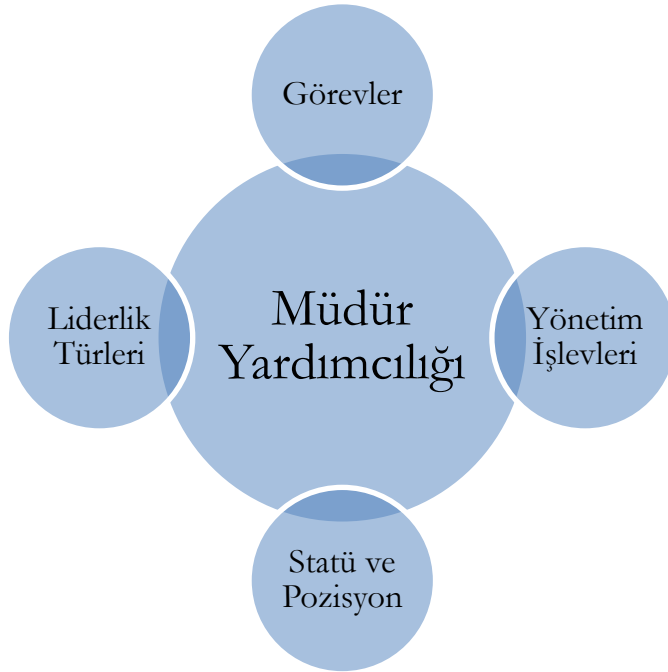 Görevler
Liderlik
Türleri
Müdür
Yardımcılığı
Yönetim
İşlevleri
Statü ve
Pozisyon